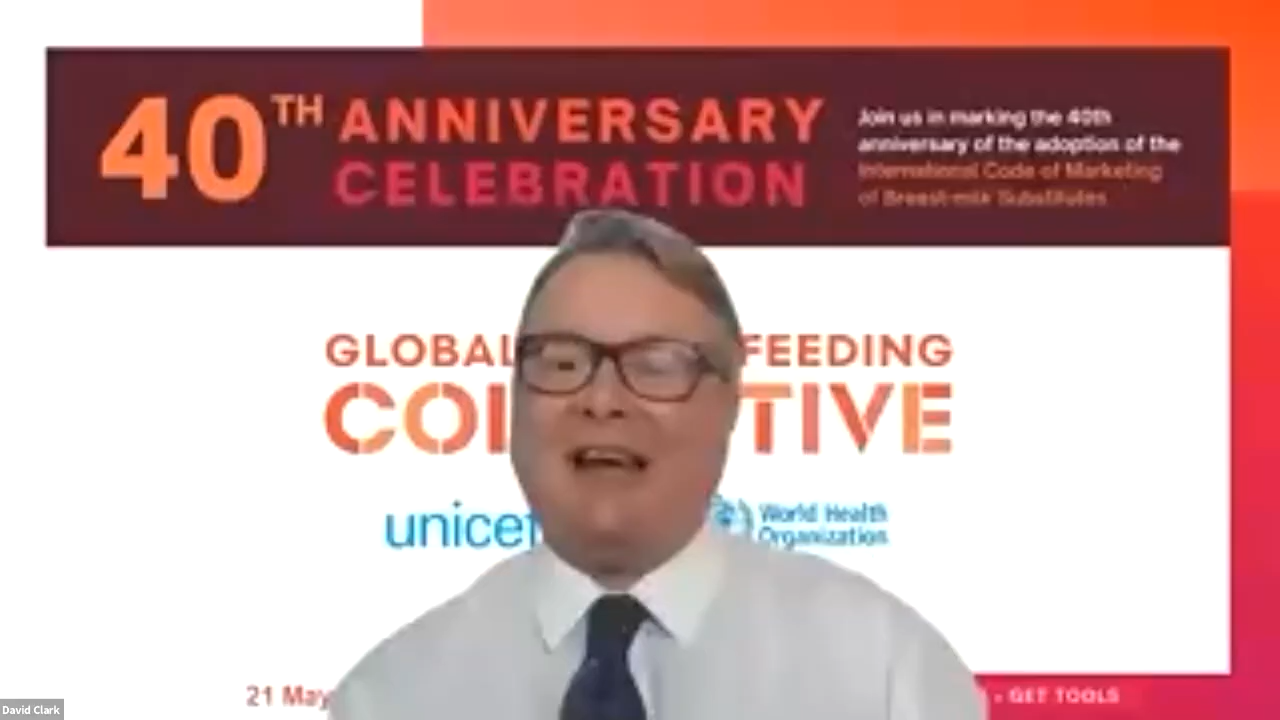 40TH ANNIVERSARY
CELEBRATION
Join us in marking the 40th
anniversary of the adoption of the
International Code of Marketing
of Breast-milk Substitutes
GLOBAL FEEDING
COL TIVE
unicef
World Health
Organization
21 May
- GET TOOLS
David Clark